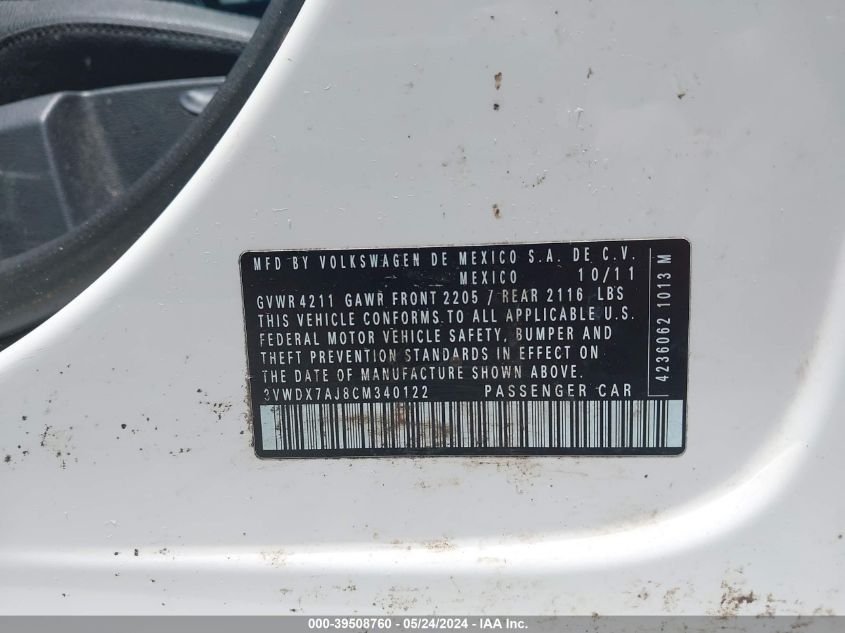 MFD BY VOLKSWAGEN DE MEXICO S.A. DE C.V.
MEXICO 10/11
GVWR 4211 GAWR FRONT 2205 / REAR 2116 LBS
THIS VEHICLE CONFORMS TO ALL APPLICABLE U.S.
FEDERAL MOTOR VEHICLE SAFETY, BUMPER AND
THEFT PREVENTION STANDARDS IN EFFECT ON
THE DATE OF MANUFACTURE SHOWN ABOVE.
3VWDX7AJ8CM340122 PASSENGER CAR
4236062 1013 M
000-39508760 - 05/24/2024 - IAA Inc.